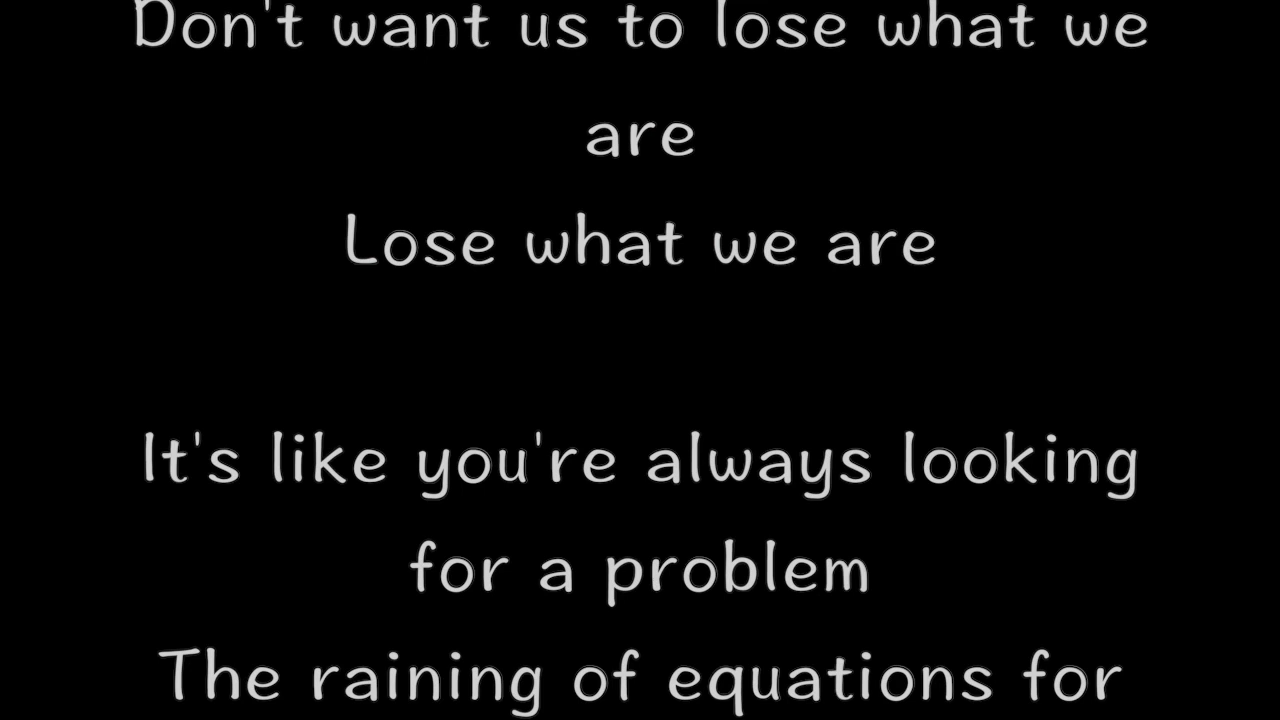 Don't want us to lose what we
are
Lose what we are
It's like you're always looking
for a problem
The raining of equations for